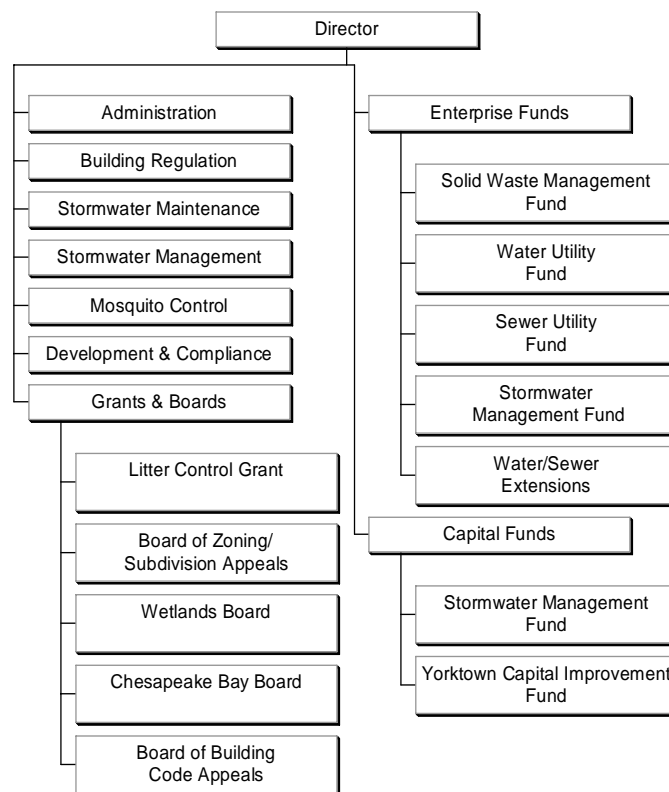 Director
Administration
Building Regulation
Stormwater Maintenance
Stormwater Management
Mosquito Control
Development & Compliance
Grants & Boards
Litter Control Grant
Board of Zoning/
Subdivision Appeals
Wetlands Board
Chesapeake Bay Board
Board of Building
Code Appeals
Enterprise Funds
Solid Waste Management
Fund
Water Utility
Fund
Sewer Utility
Fund
Stormwater
Management Fund
Water/Sewer
Extensions
Capital Funds
Stormwater Management
Fund
Yorktown Capital Improvement
Fund